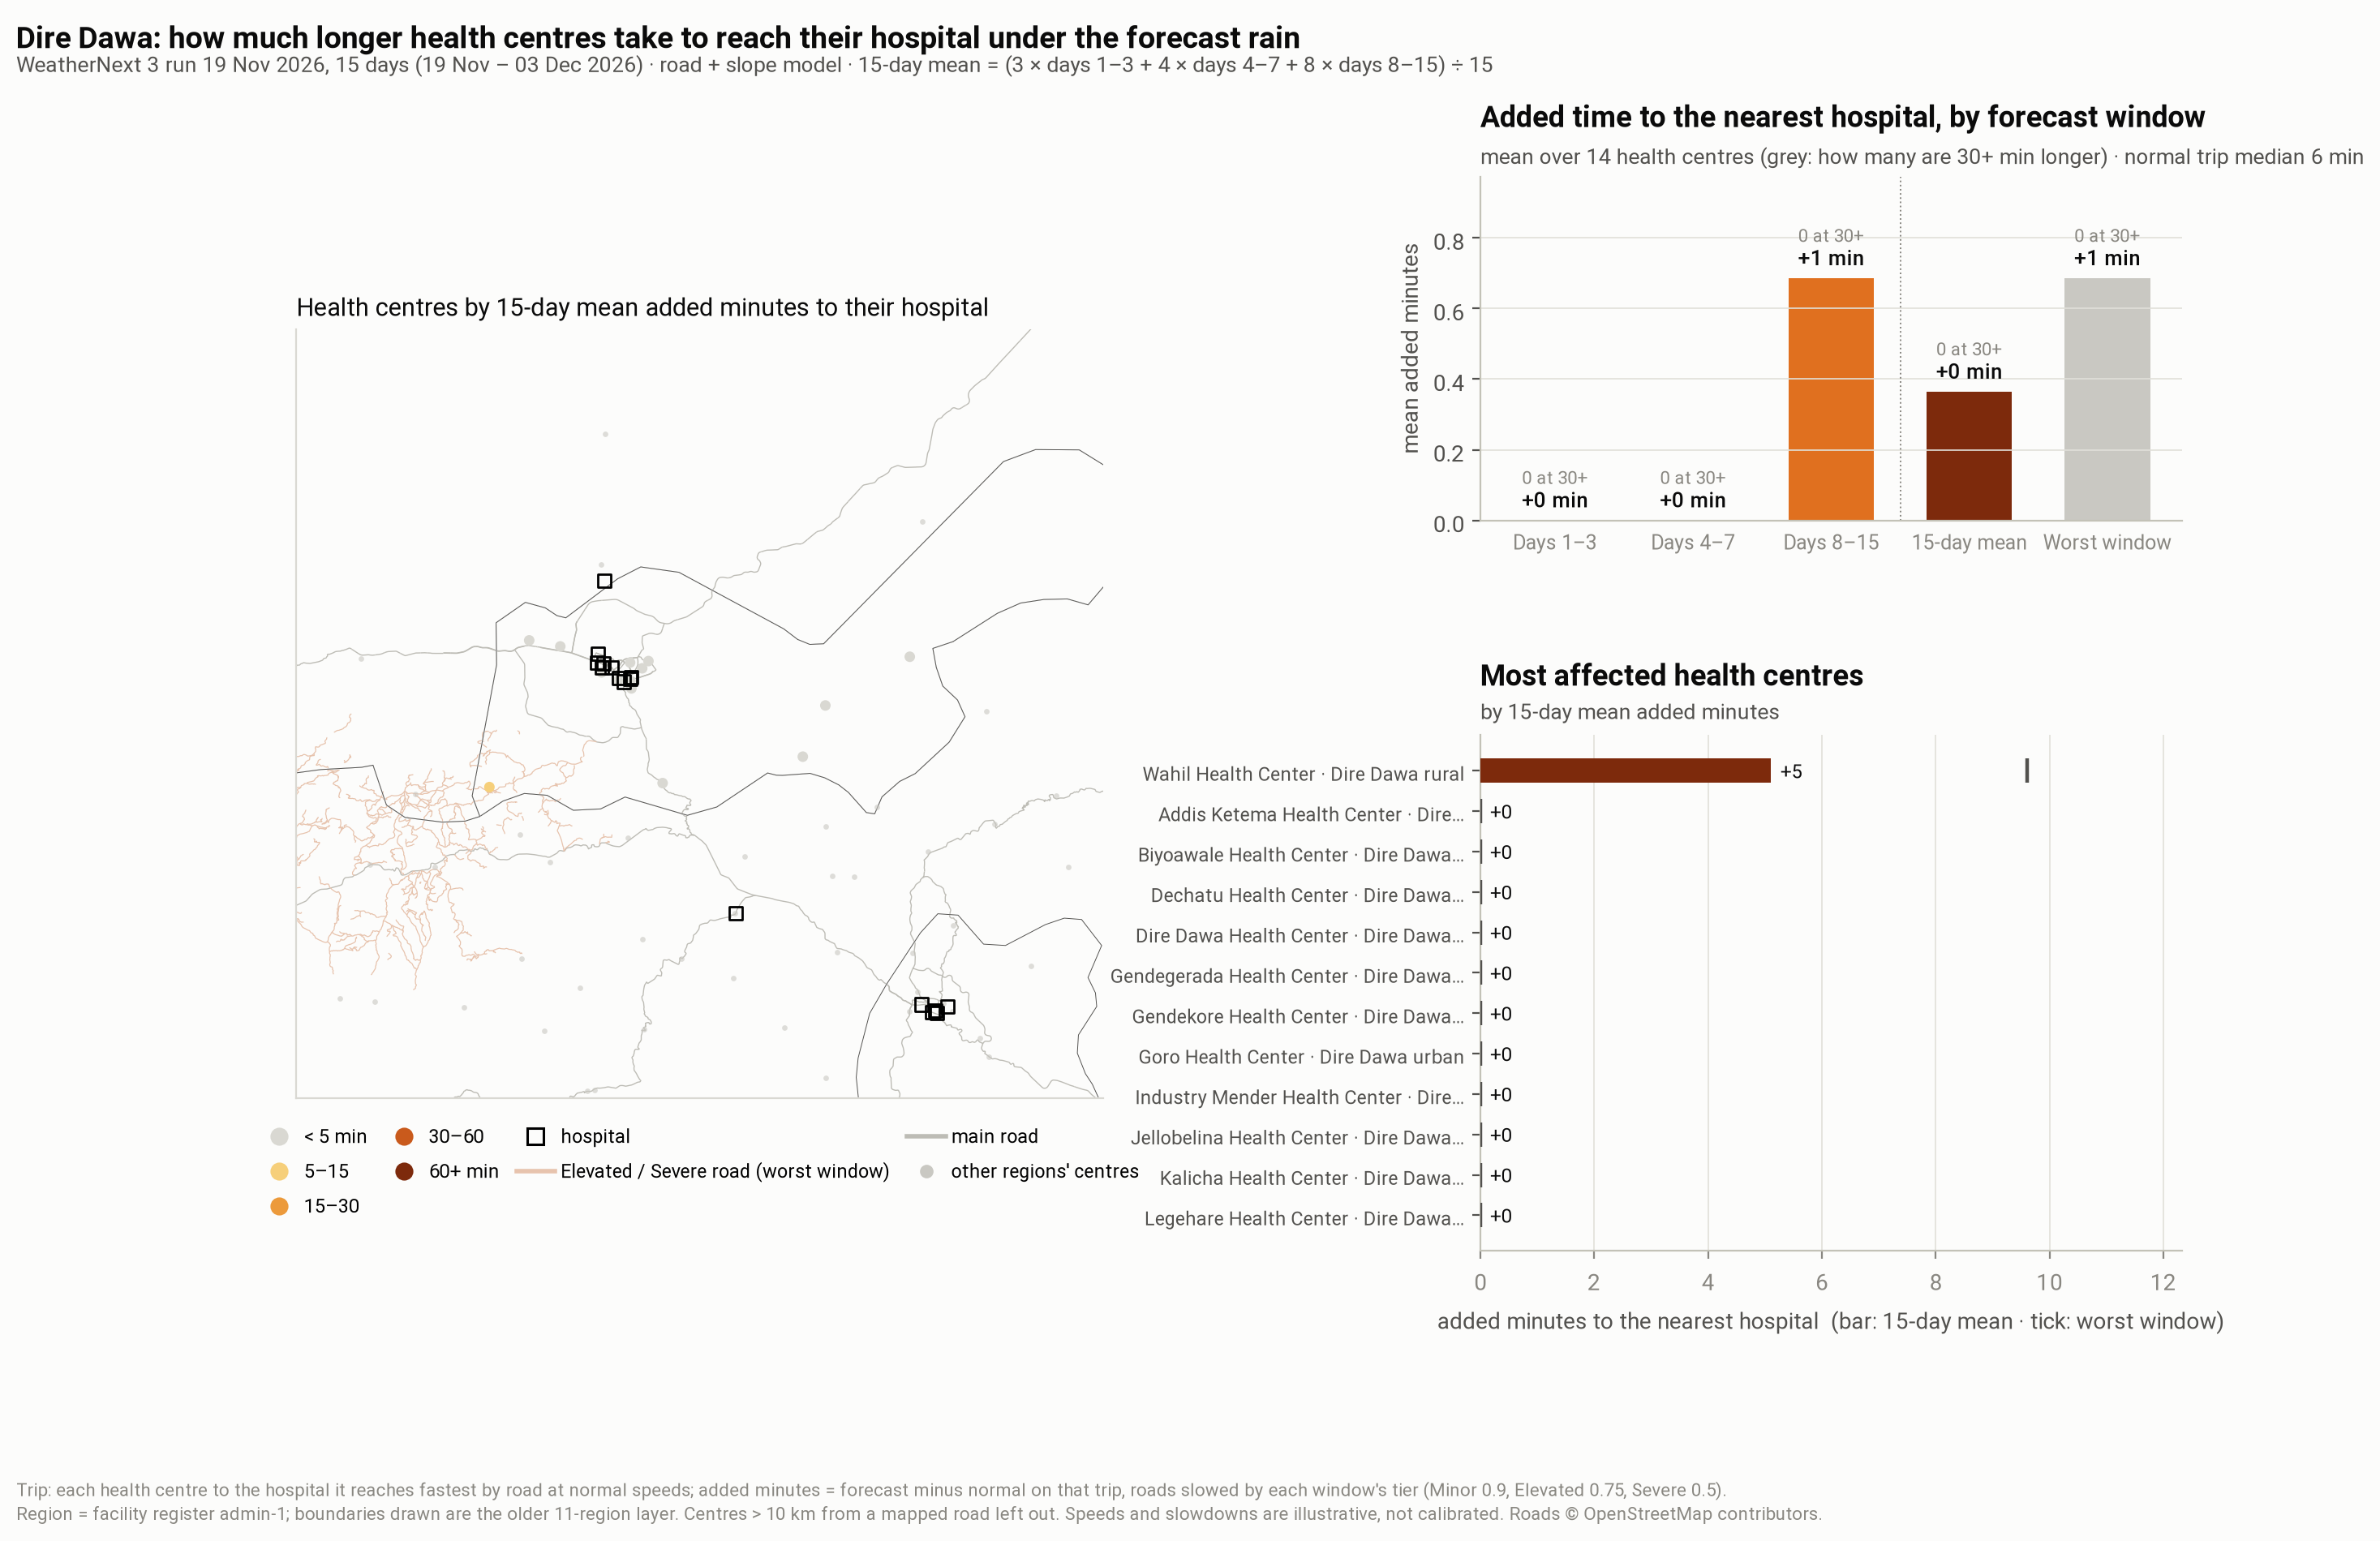 Dire Dawa: how much longer health centres take to reach their hospital under the forecast rain
WeatherNext 3 run 19 Nov 2026, 15 days (19 Nov – 03 Dec 2026) · road + slope model · 15-day mean = (3 × days 1–3 + 4 × days 4–7 + 8 × days 8–15) ÷ 15
Health centres by 15-day mean added minutes to their hospital
< 5 min
5–15
15–30
30–60
60+ min
hospital
Elevated / Severe road (worst window)
main road
other regions' centres
Added time to the nearest hospital, by forecast window
mean over 14 health centres (grey: how many are 30+ min longer) · normal trip median 6 min
mean added minutes
0.8
0.6
0.4
0.2
0.0
0 at 30+
+0 min
0 at 30+
+0 min
0 at 30+
+1 min
0 at 30+
+0 min
0 at 30+
+1 min
Days 1–3
Days 4–7
Days 8–15
15-day mean
Worst window
Most affected health centres
by 15-day mean added minutes
Wahil Health Center · Dire Dawa rural
+5
Addis Ketema Health Center · Dire…
+0
Biyoawale Health Center · Dire Dawa…
+0
Dechatu Health Center · Dire Dawa…
+0
Dire Dawa Health Center · Dire Dawa…
+0
Gendegerada Health Center · Dire Dawa…
+0
Gendekore Health Center · Dire Dawa…
+0
Goro Health Center · Dire Dawa urban
+0
Industry Mender Health Center · Dire…
+0
Jellobelina Health Center · Dire Dawa…
+0
Kalicha Health Center · Dire Dawa…
+0
Legehare Health Center · Dire Dawa…
+0
0
2
4
6
8
10
12
added minutes to the nearest hospital (bar: 15-day mean · tick: worst window)
Trip: each health centre to the hospital it reaches fastest by road at normal speeds; added minutes = forecast minus normal on that trip, roads slowed by each window's tier (Minor 0.9, Elevated 0.75, Severe 0.5).
Region = facility register admin-1; boundaries drawn are the older 11-region layer. Centres > 10 km from a mapped road left out. Speeds and slowdowns are illustrative, not calibrated. Roads © OpenStreetMap contributors.